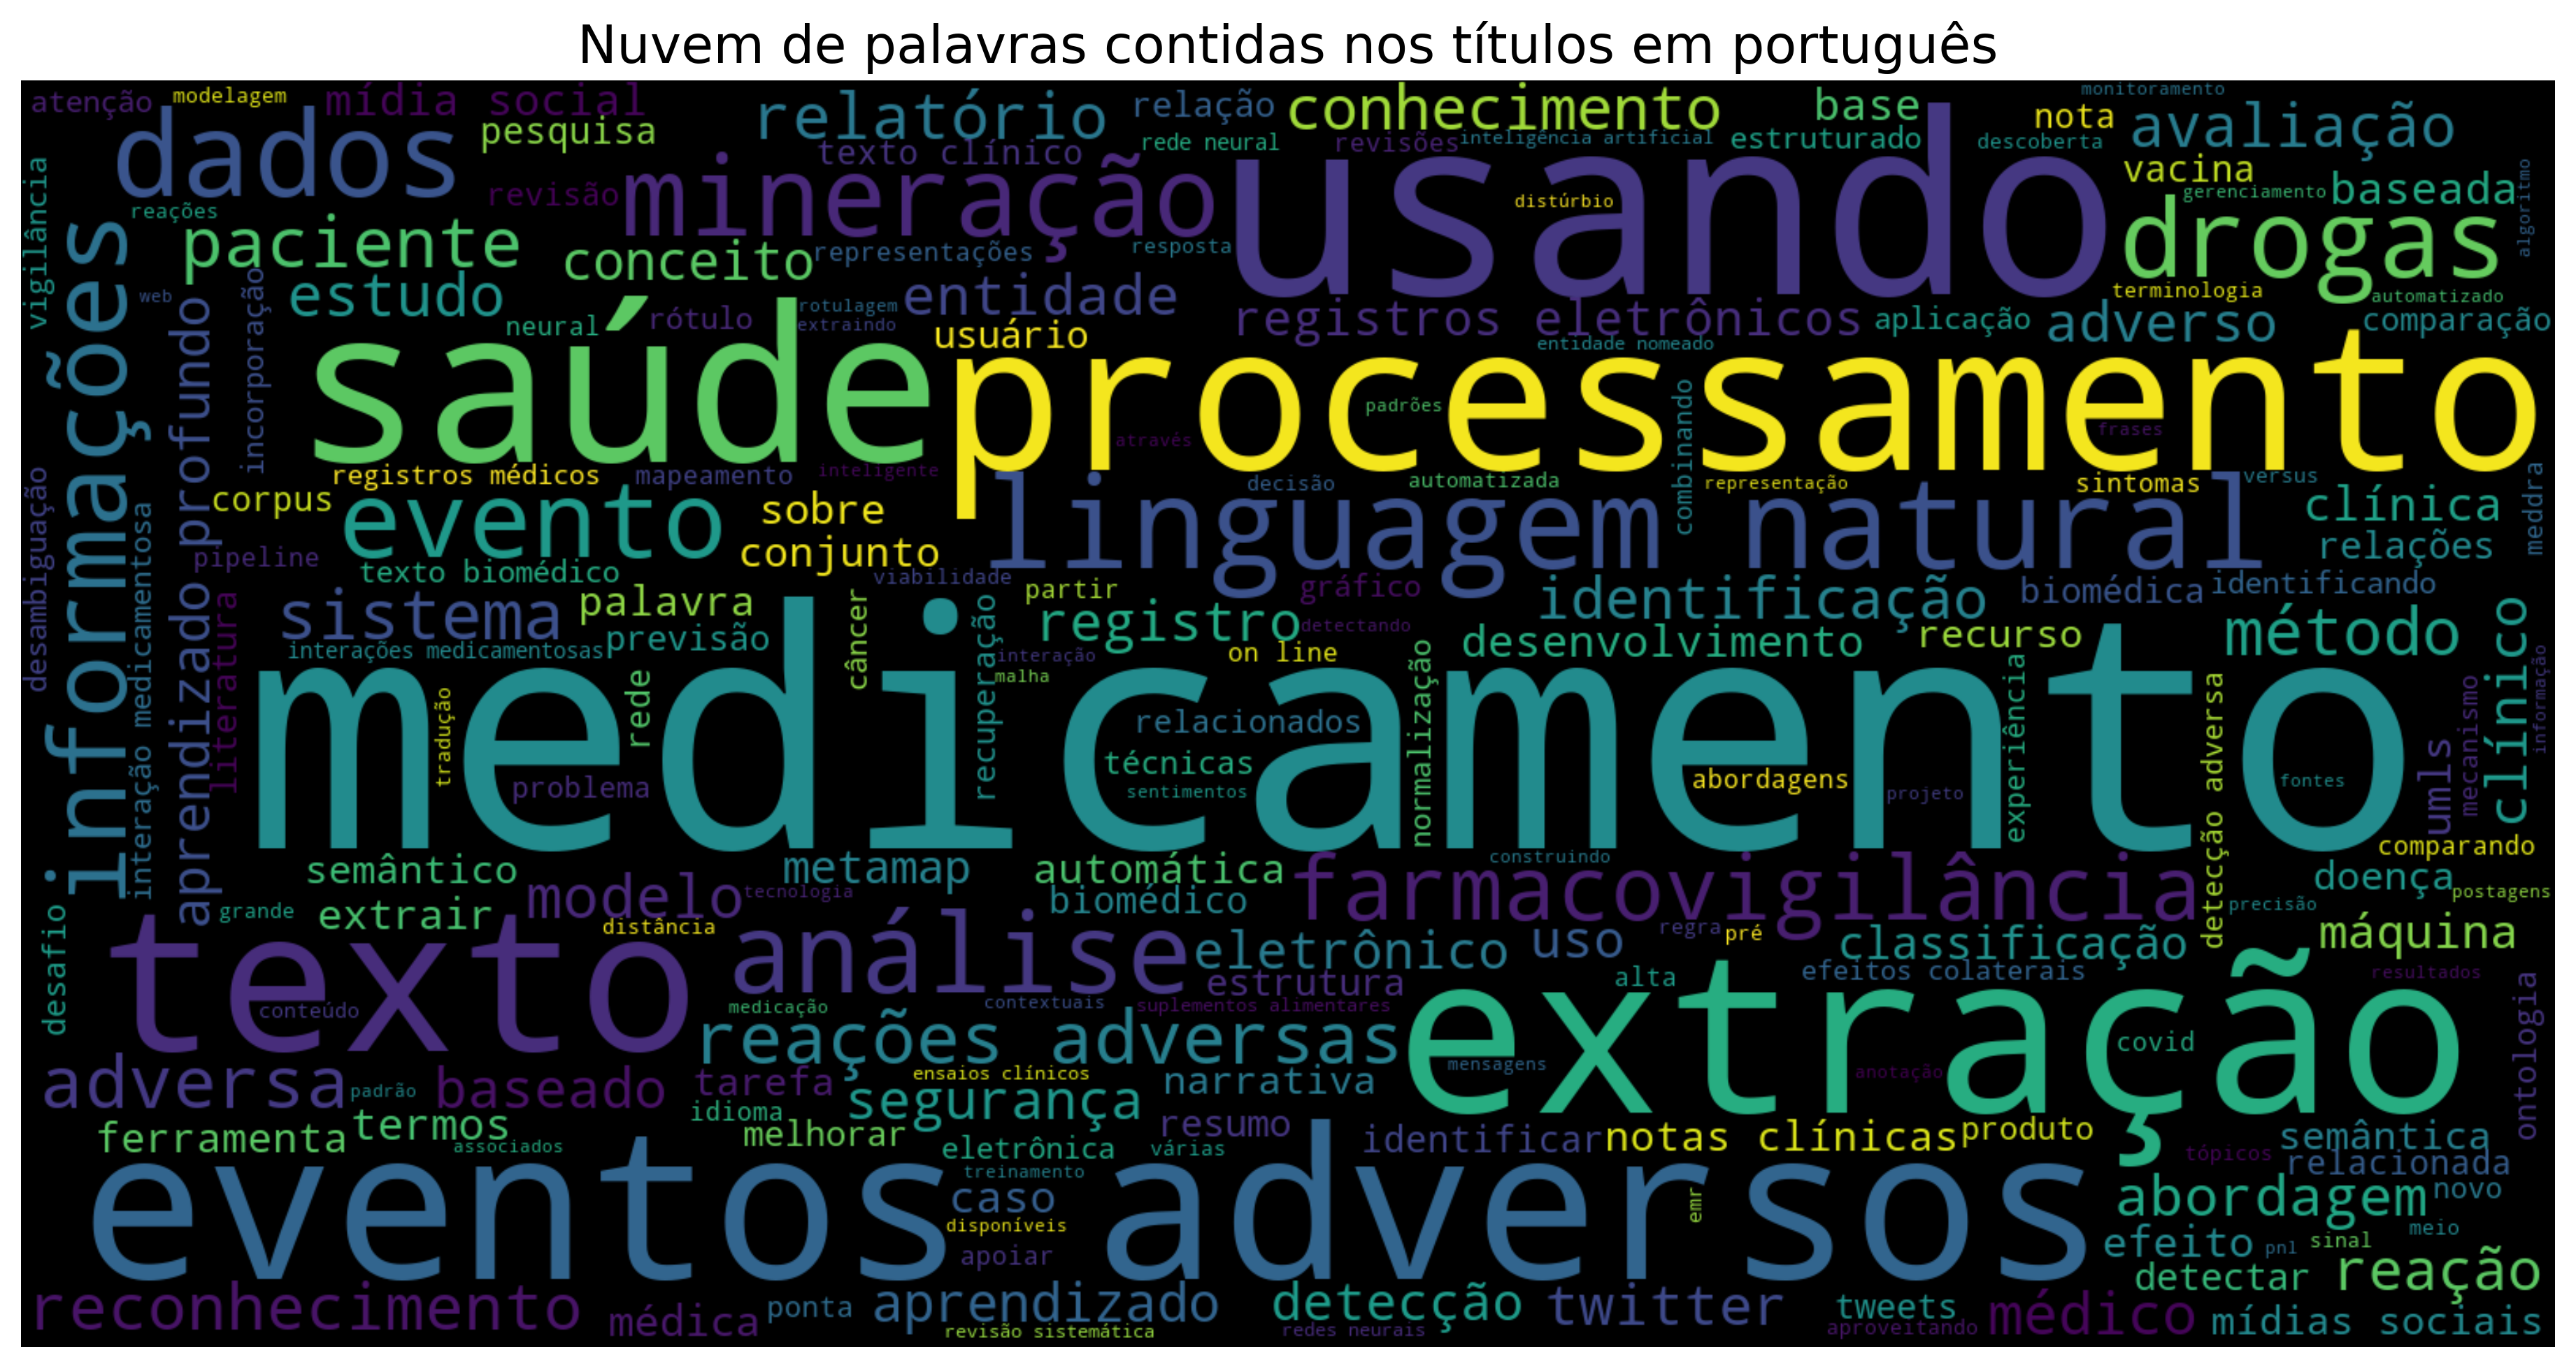 Nuvem de palavras contidas nos títulos em português
atenção
modelagem
mídia social
relatório
relação
conhecimento
base
monitoramento
nota
avaliação
dados
pesquisa
texto clínico
rede neural
revisões
inteligência artificial
estruturado
descoberta
vigilância
reações
revisão
mineração
usando
distúrbio
vacina
gerenciamento
baseada
algoritmo
paciente
conceito
representações
resposta
drogas
informações
web
incorporação
estudo
neural
rótulo
rotulagem
extraindo
entidade
registros eletrônicos
aplicação
terminologia
automatizado
adverso
comparação
saúde
usuário
entidade nomeado
processamento
padrões
através
combinando
frases
aprendizado profundo
registros médicos
mapeamento
inteligente
decisão
automatizada
representação
sintomas
versus
desambiguação
corpus
evento
sobre
conjunto
linguagem natural
clínica
relações
meddra
interação medicamentosa
pipeline
texto biomédico
viabilidade
partir
gráfico
identificação
biomédica
identificando
literatura
sistema
palavra
câncer
recuperação
registro
detectando
desenvolvimento
recurso
método
clínico
interações medicamentosas
previsão
interação
on line
malha
normalização
experiência
informação
medicamento
tradução
rede
relacionados
técnicas
problema
sentimentos
abordagens
projeto
detecção adversa
fontes
umls
mecanismo
semântico
metamap
automática
construindo
comparando
grande
extrair
modelo
tecnologia
biomédico
farmacovigilância
doença
postagens
precisão
desafio
texto
distância
análise
eletrônico
uso
regra
pré
classificação
máquina
conteúdo
medicação
contextuais
estrutura
suplementos alimentares
alta
efeitos colaterais
resultados
ontologia
reações adversas
extração
covid
adversa
padrão
baseado
tarefa
ensaios clínicos
narrativa
mensagens
anotação
idioma
segurança
ferramenta
termos
associados
melhorar
eletrônica
várias
resumo
identificar
notas clínicas
produto
semântica
tópicos
relacionada
eventos adversos
treinamento
caso
disponíveis
apoiar
emr
abordagem
novo
efeito
pnl
sinal
meio
reconhecimento
médica
ponta
aprendizado
revisão sistemática
detecção
redes neurais
twitter
tweets
aproveitando
médico
detectar
reação
mídias sociais